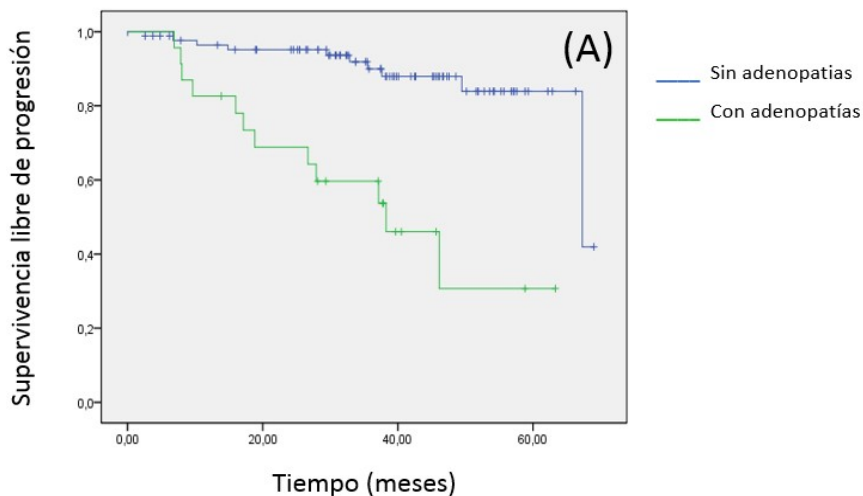 Supervivencia libre de progresión
1,0
0,8
0,6
0,4
0,2
0,0
(A)
Sin adenopatias
Con adenopatías
0,00
20,00
40,00
60,00
Tiempo (meses)